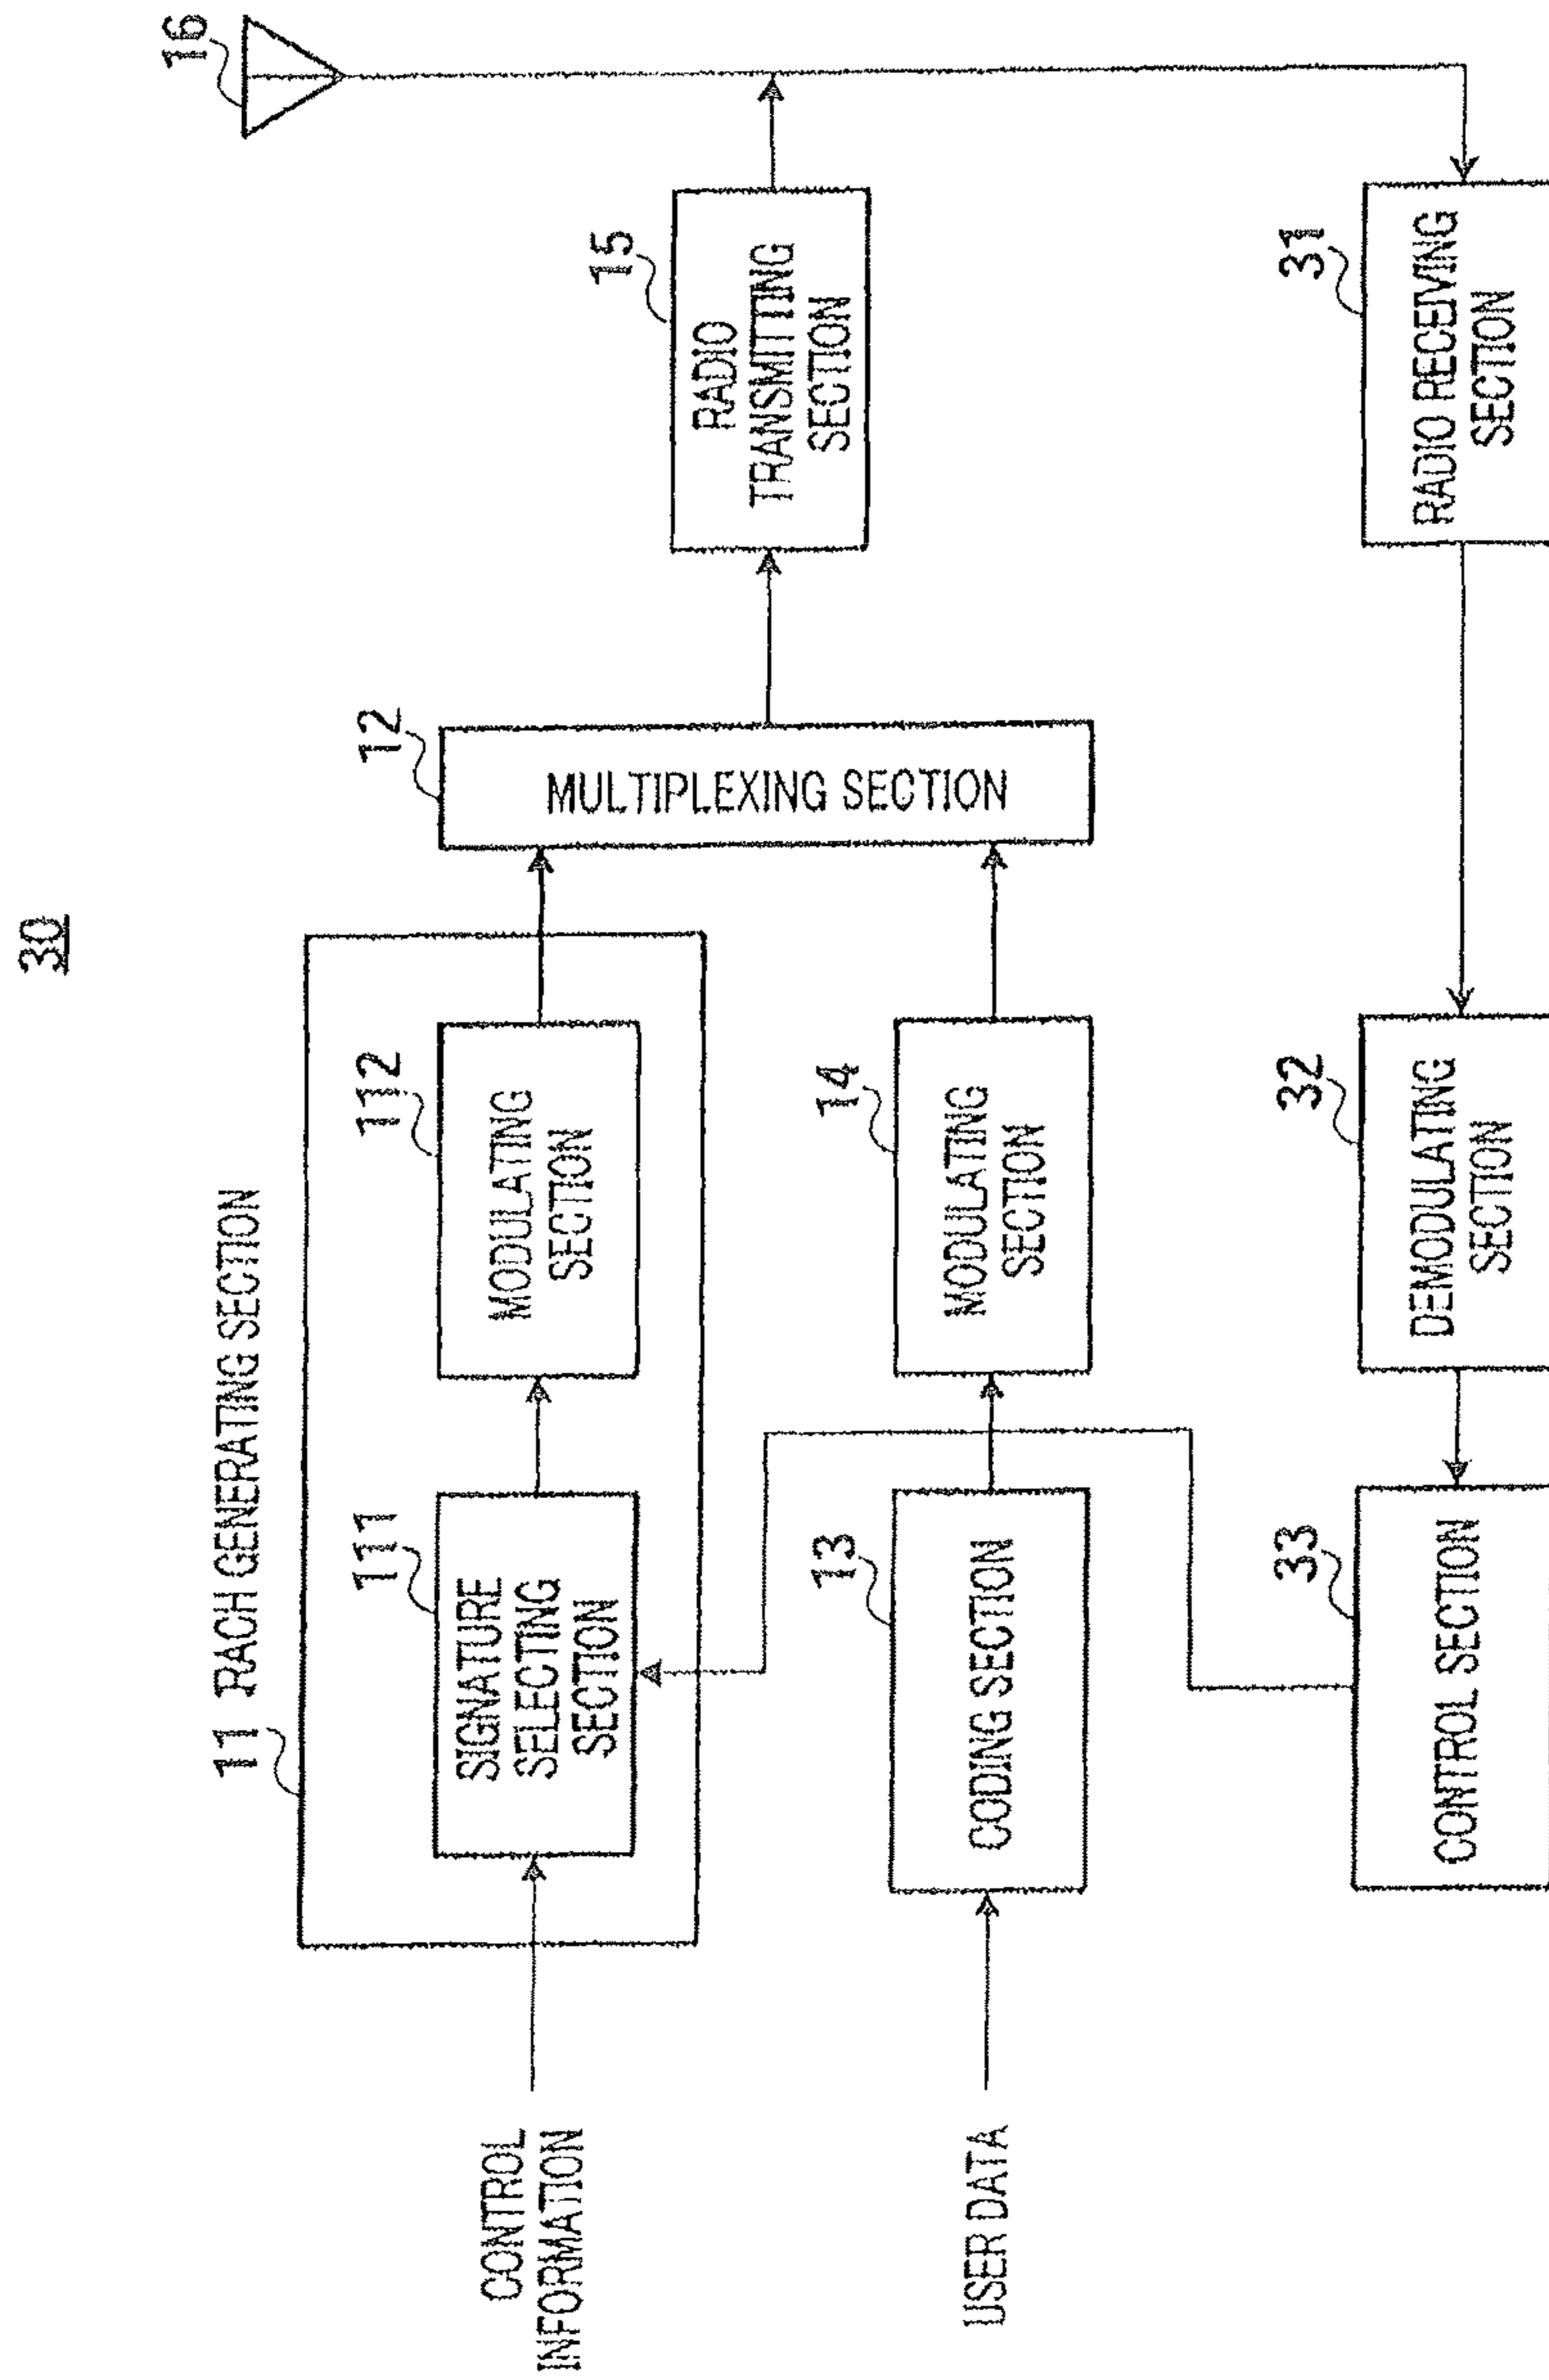 30
16
11 RACH GENERATING SECTION
111
SIGNATURE
SELECTING
SECTION
112
MODULATING
SECTION
12
MULTIPLEXING SECTION
15
RADIO
TRANSMITTING
SECTION
CONTROL
INFORMATION
13
CODING SECTION
14
MODULATING
SECTION
USER DATA
33
CONTROL SECTION
32
DEMODULATING
SECTION
31
RADIO RECEIVING
SECTION